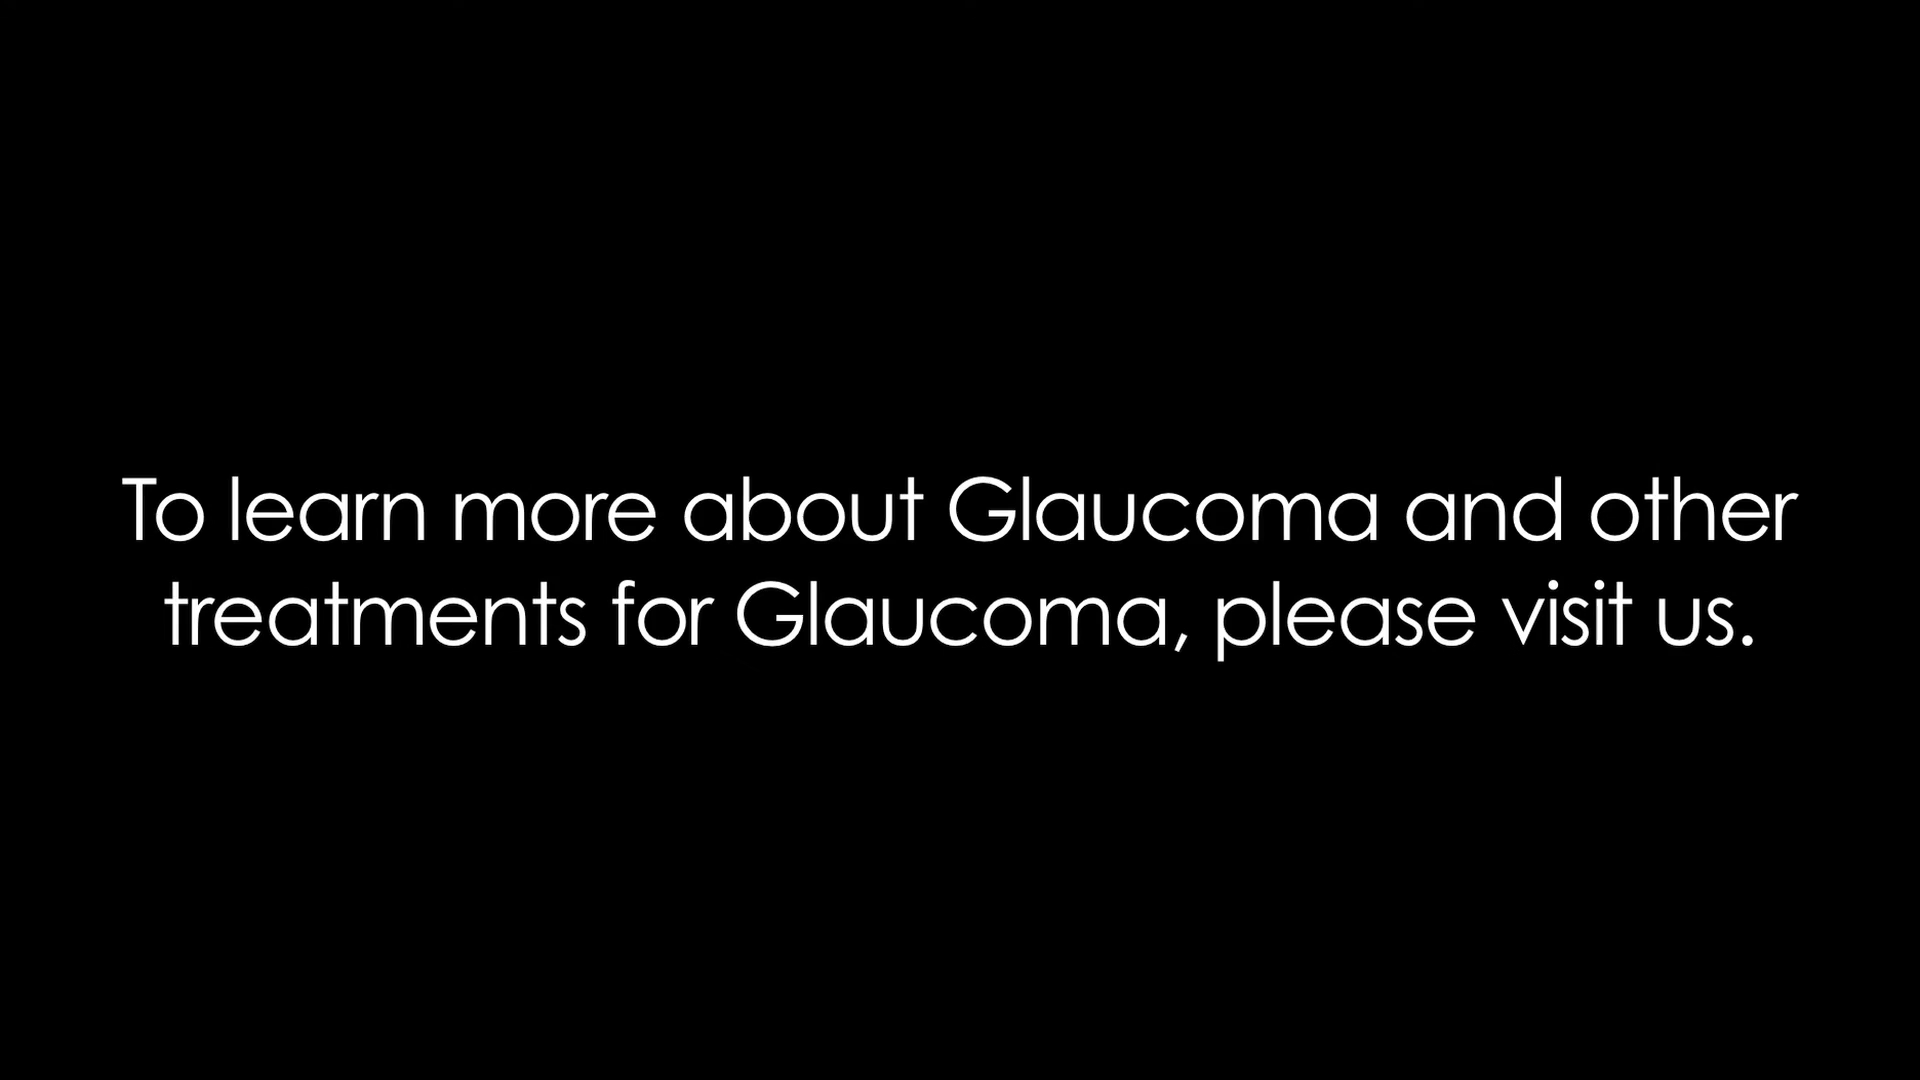 To learn more about Glaucoma and other
treatments for Glaucoma, please visit us.